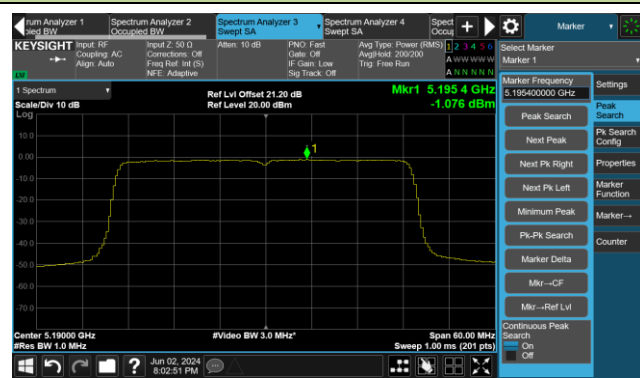 rum Analyzer 1
pied BW
Spectrum Analyzer 2
Occupied BW
Spectrum Analyzer 3
Swept SA
Spectrum Analyzer 4
Swept SA
Spect
Occu
+
Marker
KEYSIGHT
Input: RF
Coupling: AC
Align: Auto
Input Z: 50 Ω
Corrections: Off
Freq Ref: Int (S)
NFE: Adaptive
Atten: 10 dB
PNO: Fast
Gate: Off
IF Gain: Low
Sig Track: Off
Avg Type: Power (RMS)
Avg|Hold: 200/200
Trig: Free Run
1 2 3 4 5 6
A W W W W W
A N N N N N
LW
Select Marker
Marker 1
1 Spectrum
Scale/Div 10 dB
Log
Ref Lvl Offset 21.20 dB
Ref Level 20.00 dBm
Mkr1 5.195 4 GHz
-1.076 dBm
10.0
0.00
-10.0
-20.0
-30.0
-40.0
-50.0
-60.0
-70.0
1
Center 5.19000 GHz
#Res BW 1.0 MHz
#Video BW 3.0 MHz*
Span 60.00 MHz
Sweep 1.00 ms (201 pts)
Marker Frequency
5.195400000 GHz
Peak Search
Next Peak
Next Pk Right
Next Pk Left
Minimum Peak
Pk-Pk Search
Marker Delta
Mkr→CF
Mkr→Ref Lvl
Continuous Peak
Search
On
Off
Settings
Peak
Search
Pk Search
Config
Properties
Marker
Function
Marker→
Counter
?
Jun 02, 2024
8:02:51 PM